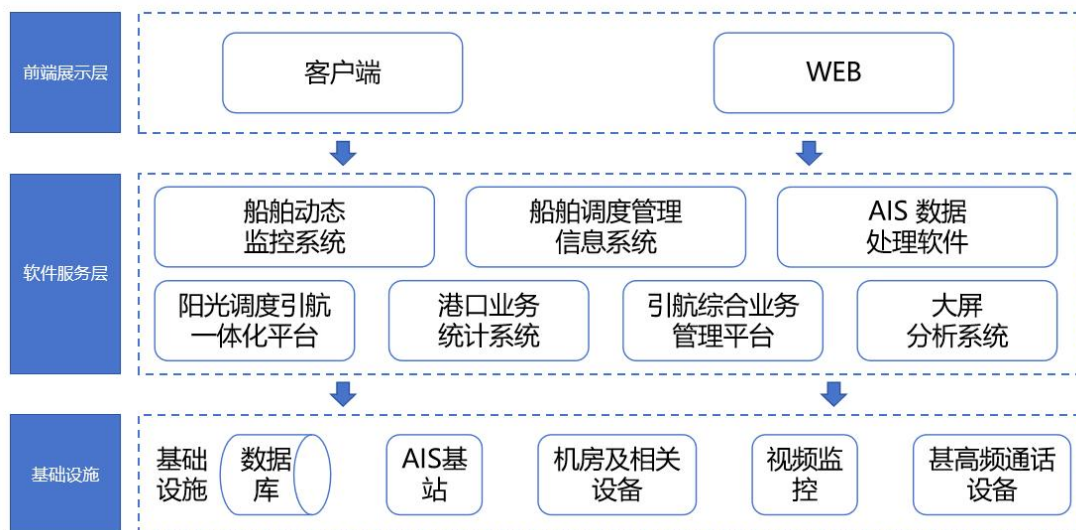 前端展示层
客户端
WEB
软件服务层
船舶动态
监控系统
船舶调度管理
信息系统
AIS 数据
处理软件
阳光调度引航
一体化平台
港口业务
统计系统
引航综合业务
管理平台
大屏
分析系统
基础设施
基础
设施
数据
库
AIS基
站
机房及相关
设备
视频监
控
甚高频通话
设备